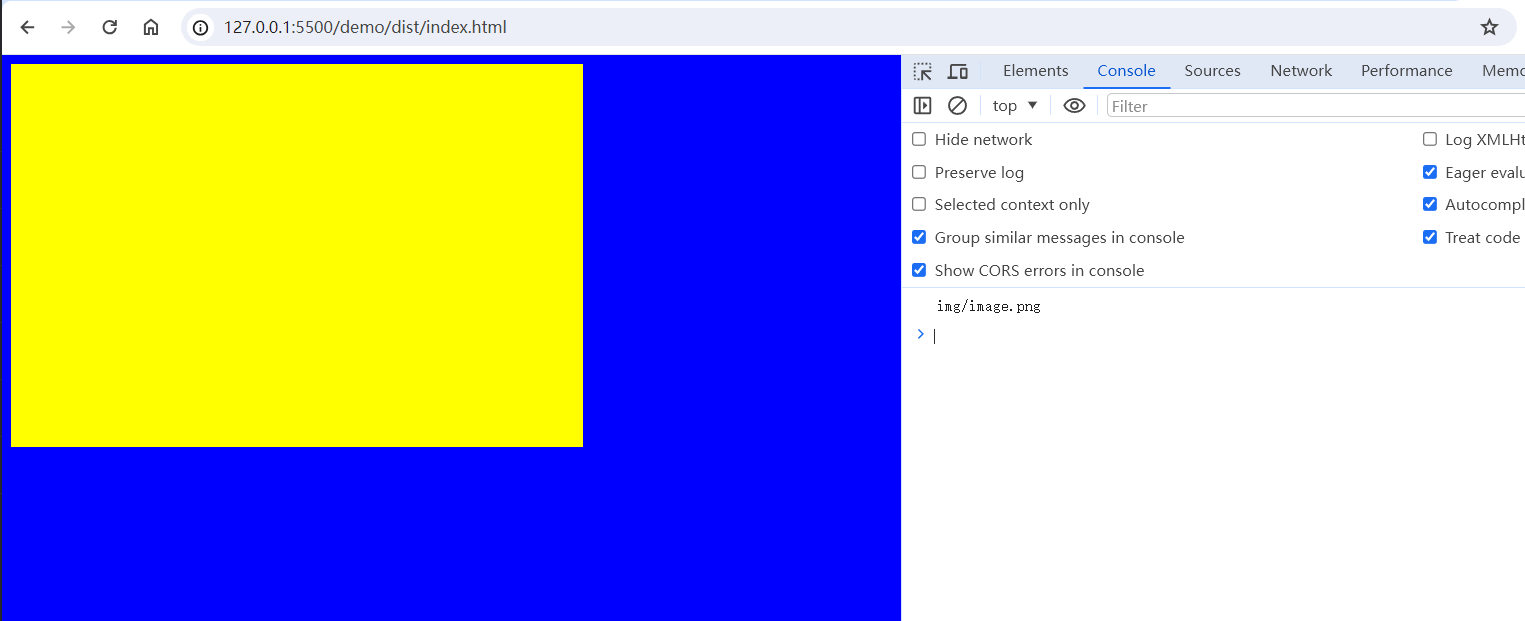 127.0.0.1:5500/demo/dist/index.html
Elements Console Sources Network Performance Memo
top Filter
Hide network Log XMLHt
Preserve log Eager evalu
Selected context only Autocompl
Group similar messages in console Treat code
Show CORS errors in console
img/image.png